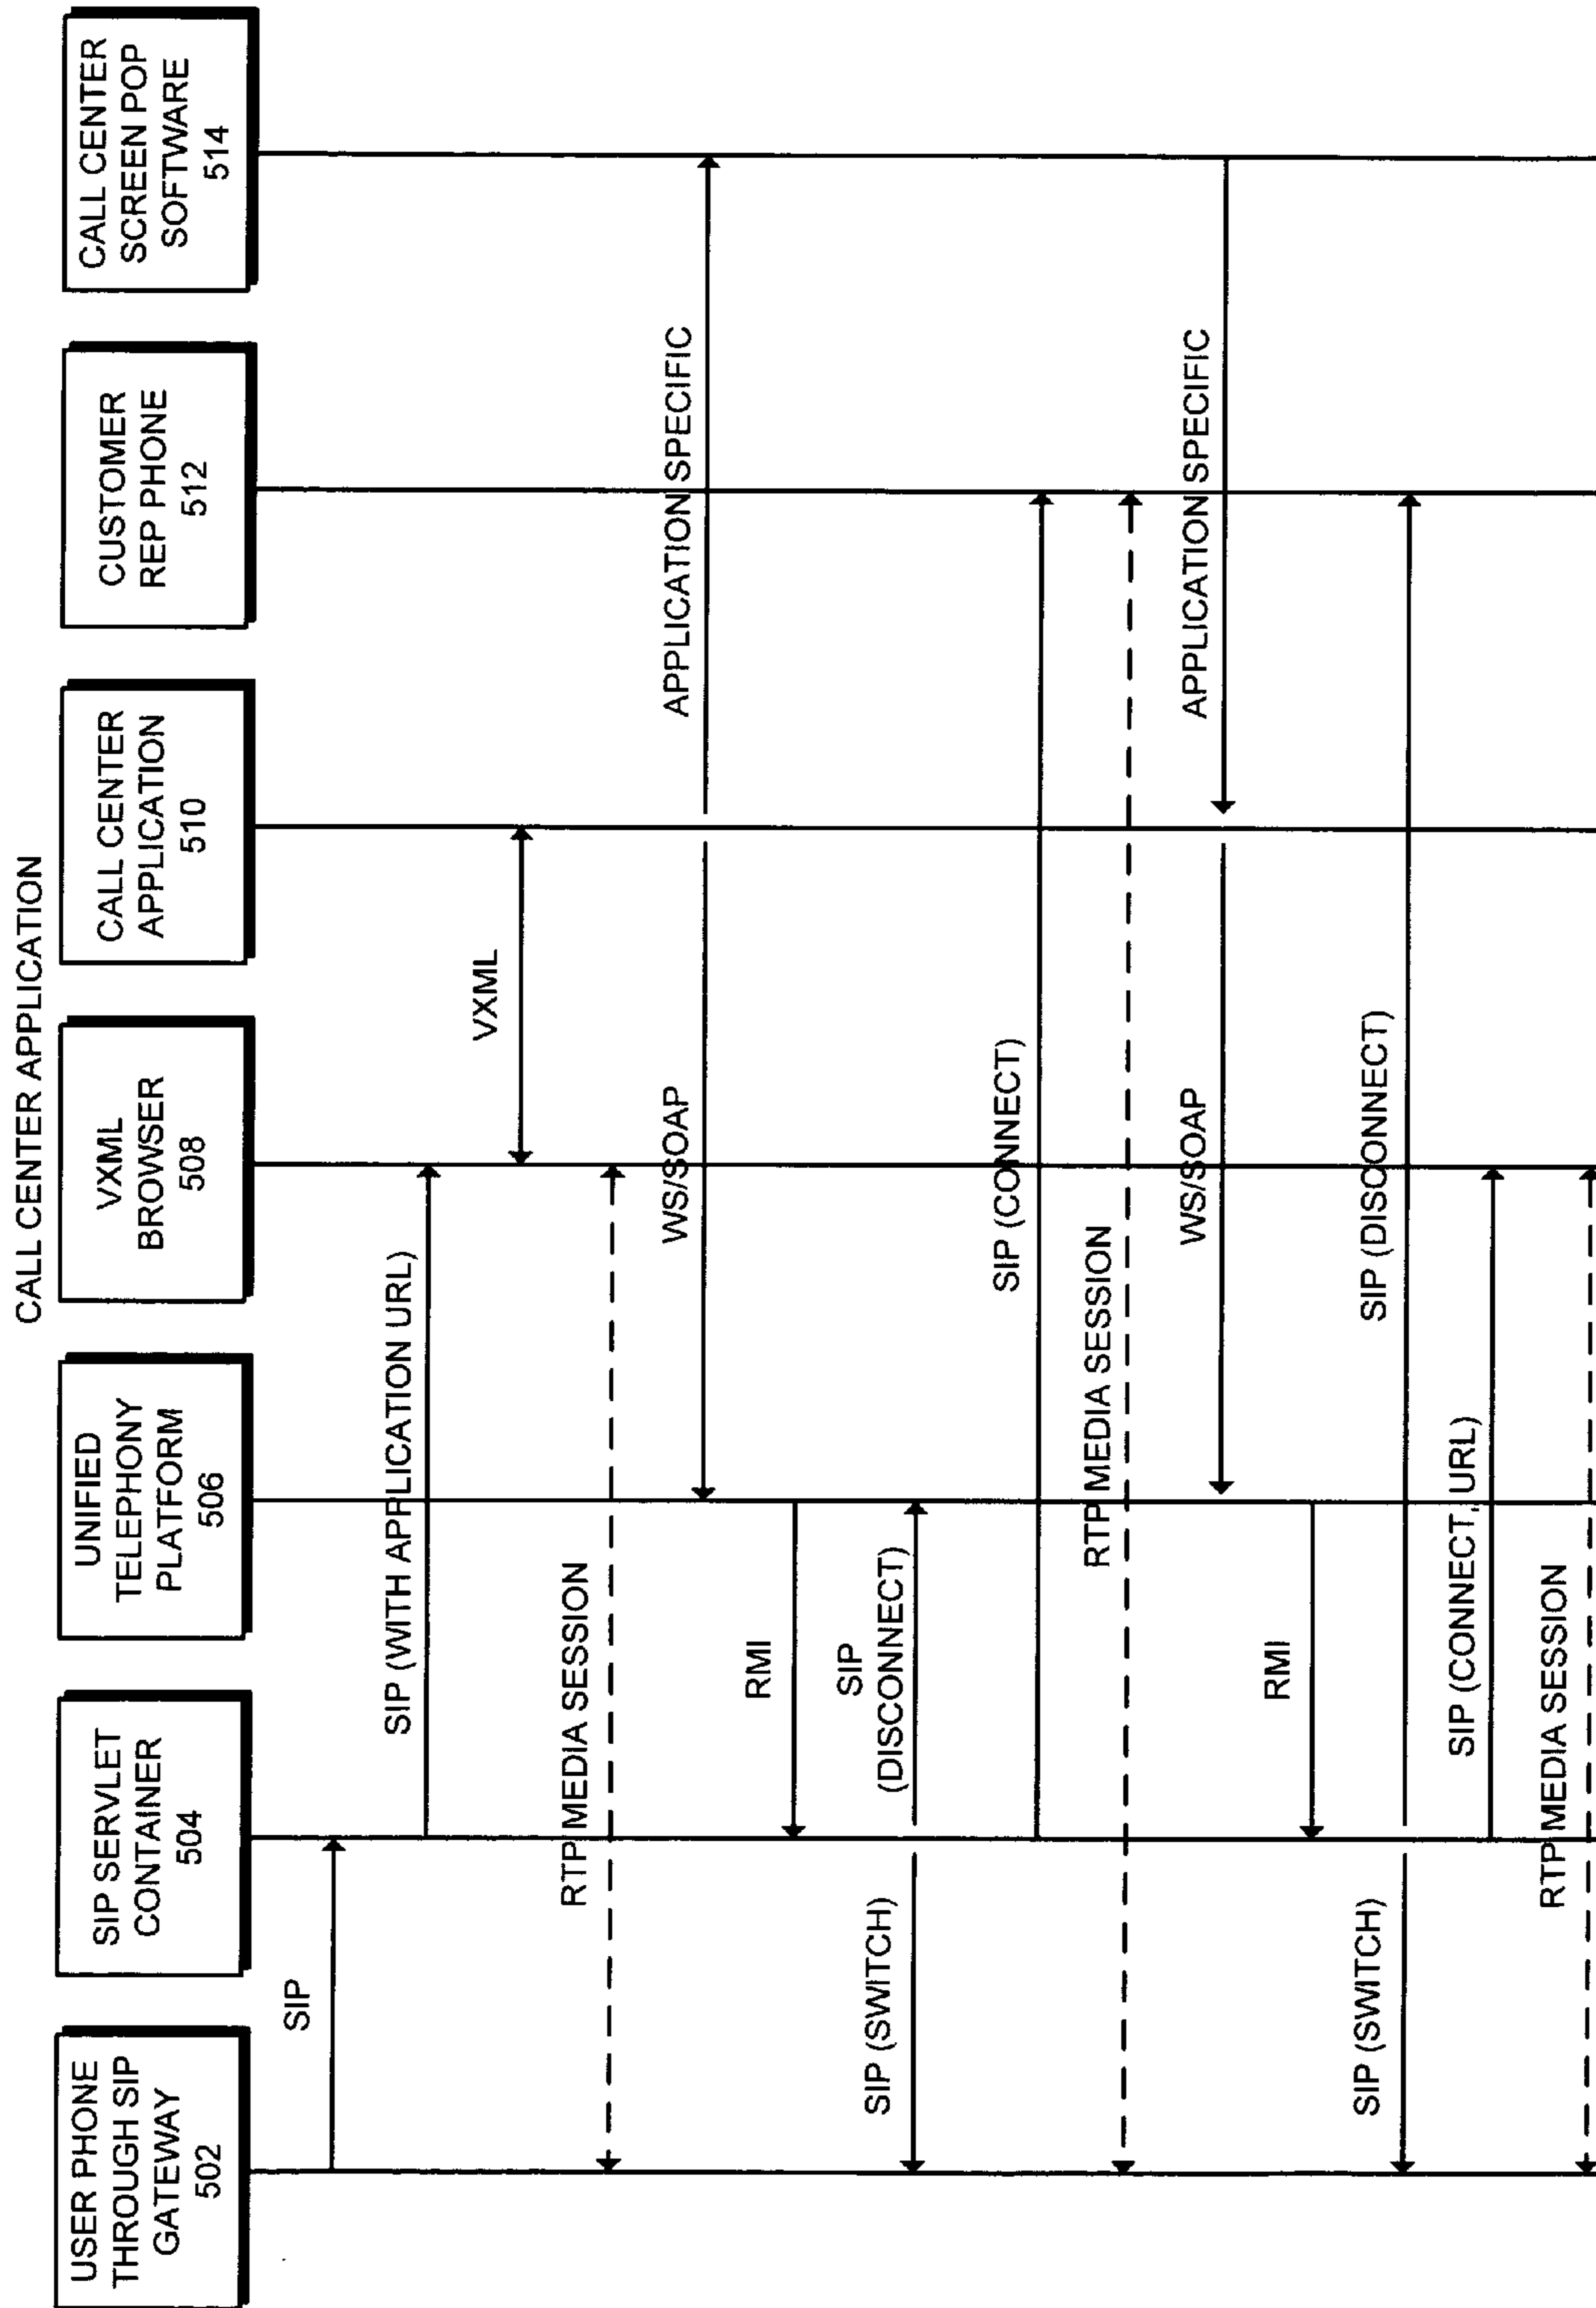 CALL CENTER APPLICATION
USER PHONE
THROUGH SIP
GATEWAY
502
SIP SERVLET
CONTAINER
504
UNIFIED
TELEPHONY
PLATFORM
506
VXML
BROWSER
508
CALL CENTER
APPLICATION
510
CUSTOMER
REP PHONE
512
CALL CENTER
SCREEN POP
SOFTWARE
514
SIP
SIP (WITH APPLICATION URL)
VXML
RTP MEDIA SESSION
WS/SOAP
APPLICATION SPECIFIC
RMI
SIP (SWITCH)
SIP
(DISCONNECT)
SIP (CONNECT)
RTP MEDIA SESSION
WS/SOAP
APPLICATION SPECIFIC
RMI
SIP (SWITCH)
SIP (DISCONNECT)
SIP (CONNECT, URL)
RTP MEDIA SESSION